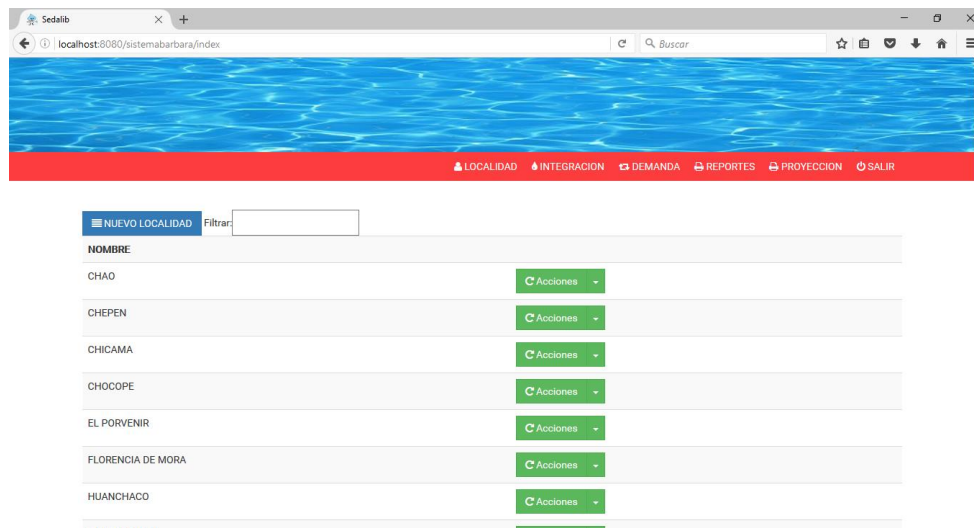 Sedalib
localhost:8080/sistemabarbara/index
Buscar
LOCALIDAD INTEGRACION DEMANDA REPORTES PROYECCION SALIR
NUEVO LOCALIDAD Filtrar:
NOMBRE
CHAO Acciones
CHEPEN Acciones
CHICAMA Acciones
CHOCOPE Acciones
EL PORVENIR Acciones
FLORENCIA DE MORA Acciones
HUANCHACO Acciones